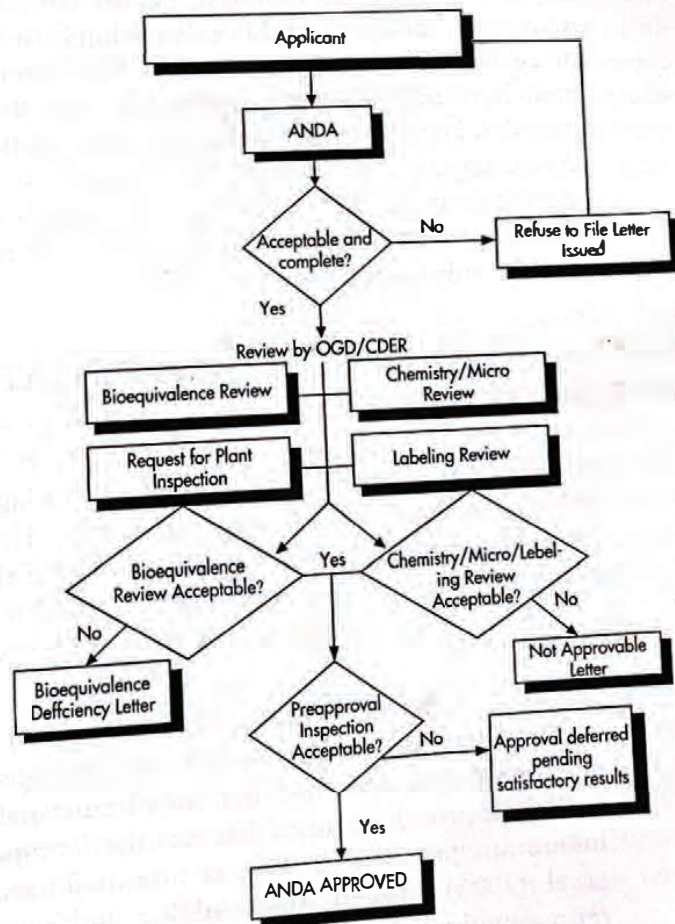 Applicant
ANDA
Acceptable and
complete?
No
Refuse to File Letter
Issued
Yes
Review by OGD/CDER
Bioequivalence Review
Chemistry/Micro
Review
Request for Plant
Inspection
Labeling Review
Bioequivalence
Review Acceptable?
Yes
Chemistry/Micro/Lebel-
ing Review
Acceptable?
No
No
Bioequivalence
Deffciency Letter
Not Approvable
Letter
Preapproval
Inspection
Acceptable?
No
Approval deferred
pending
satisfactory results
Yes
ANDA APPROVED